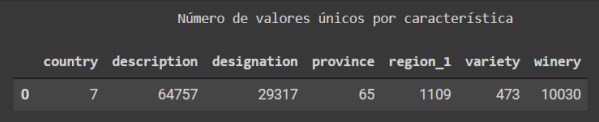 Número de valores únicos por característica
country description designation province region_1 variety winery
0 7 64757 29317 65 1109 473 10030